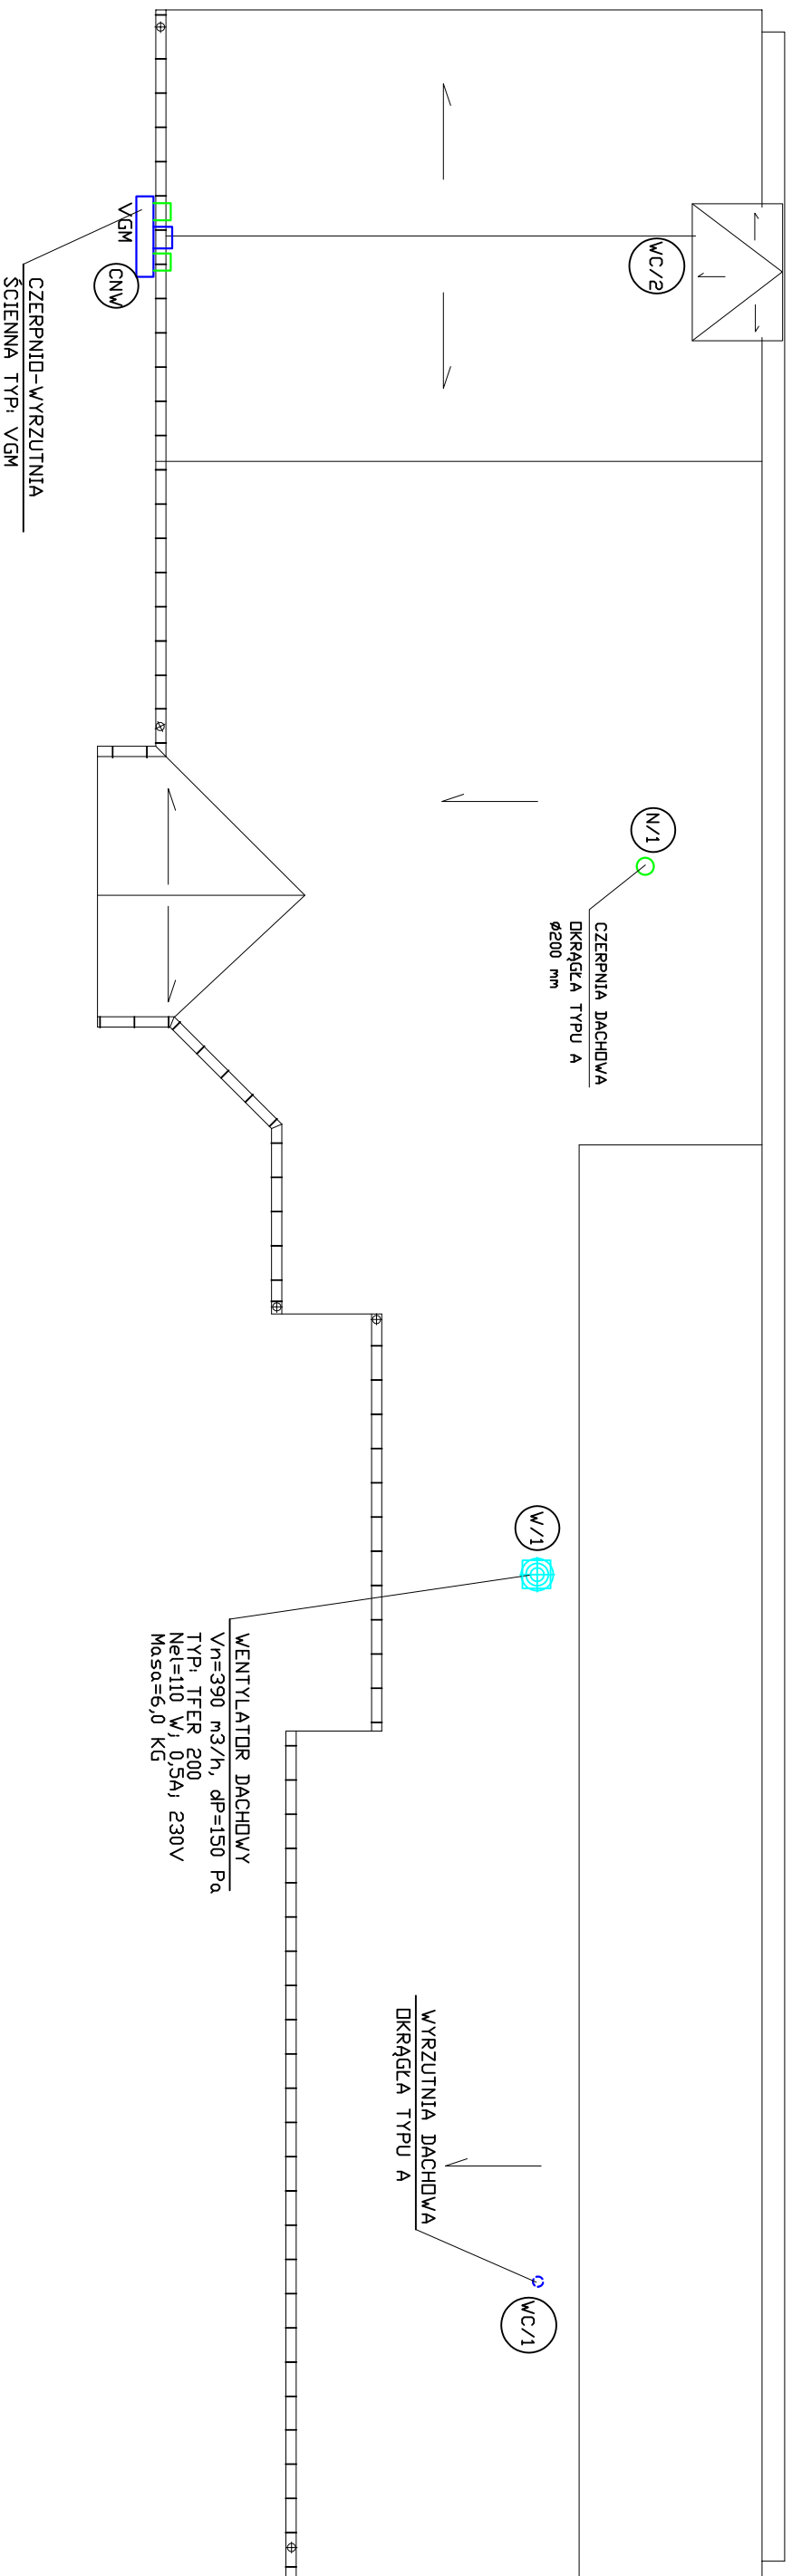 WC/2
VGM
CNW
CZERPNIO-WYRZUTNIA
ŚCIENNA TYP: VGM
N/1
CZERPNIA DACHOWA
OKRĄGŁA TYPU A
Ø200 mm
W/1
WENTYLATOR DACHOWY
Vn=390 m3/h, dP=150 Pa
TYP: TFER 200
Nel=110 W; 0,5A; 230V
Masa=6,0 KG
WYRZUTNIA DACHOWA
OKRĄGŁA TYPU A
WC/1